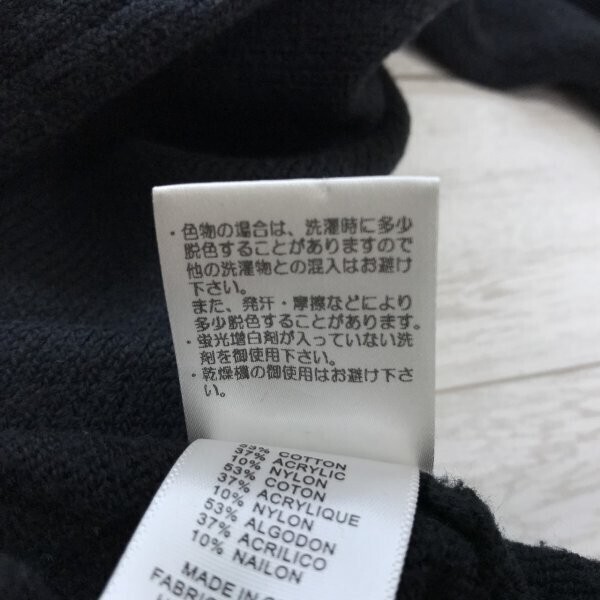 ・色物の場合は、洗濯時に多少
脱色することがありますので
他の洗濯物との混入はお避け
下さい。
また、発汗・摩擦などにより
多少脱色することがあります。
・蛍光増白剤が入っていない洗
剤を御使用下さい。
・乾燥機の御使用はお避け下さ
い。
53% COTTON
37% ACRYLIC
10% NYLON
53% COTON
37% ACRYLIQUE
10% NYLON
53% ALGODON
37% ACRILICO
10% NAILON
MADE IN
FABRI